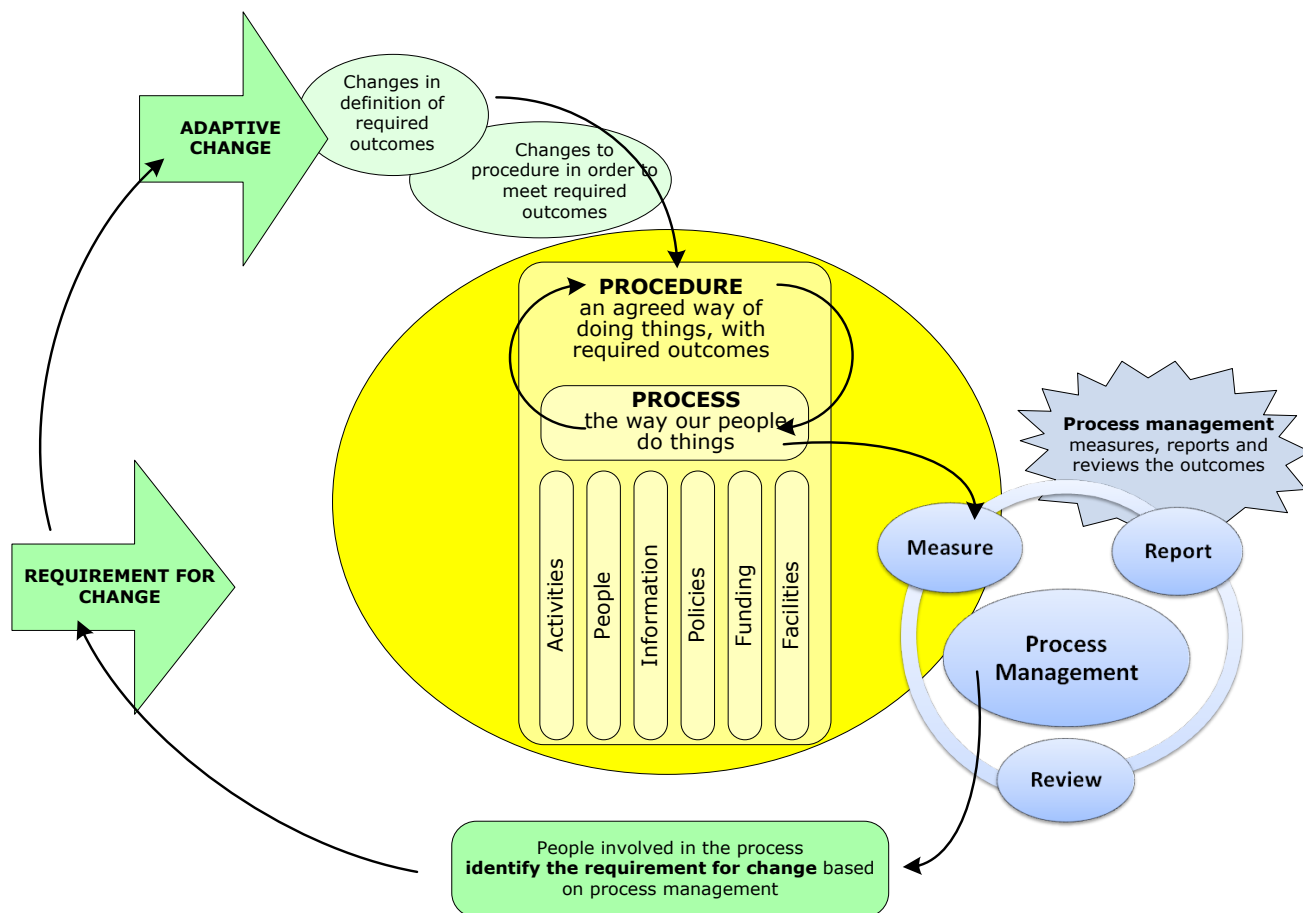 Changes in
definition of
required
outcomes
ADAPTIVE
CHANGE
Changes to
procedure in order to
meet required
outcomes
PROCEDURE
an agreed way of
doing things, with
required outcomes
PROCESS
the way our people
do things
Process management
measures, reports and
reviews the outcomes
Activities
People
Information
Policies
Funding
Facilities
Measure
Report
Process
Management
Review
REQUIREMENT FOR
CHANGE
People involved in the process
identify the requirement for change based
on process management